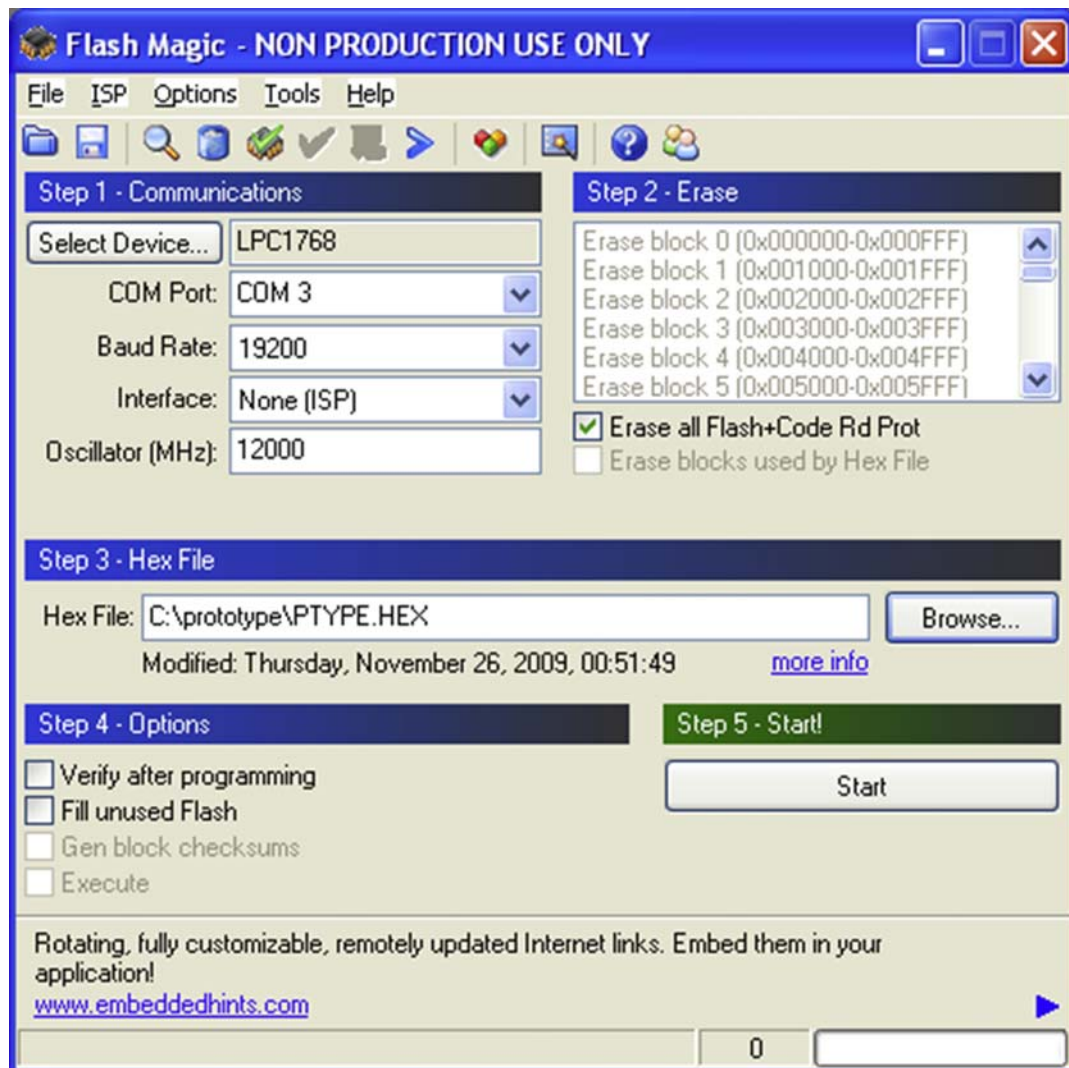 Flash Magic - NON PRODUCTION USE ONLY
File ISP Options Tools Help
Step 1 - Communications
Select Device... LPC1768
COM Port: COM 3
Baud Rate: 19200
Interface: None (ISP)
Oscillator (MHz): 12000
Step 2 - Erase
Erase block 0 (0x000000-0x000FFF)
Erase block 1 (0x001000-0x001FFF)
Erase block 2 (0x002000-0x002FFF)
Erase block 3 (0x003000-0x003FFF)
Erase block 4 (0x004000-0x004FFF)
Erase block 5 (0x005000-0x005FFF)
Erase all Flash+Code Rd Prot
Erase blocks used by Hex File
Step 3 - Hex File
Hex File: C:\prototype\PTYPE.HEX Browse...
Modified: Thursday, November 26, 2009, 00:51:49 more info
Step 4 - Options
Verify after programming
Fill unused Flash
Gen block checksums
Execute
Step 5 - Start!
Start
Rotating, fully customizable, remotely updated Internet links. Embed them in your
application!
www.embeddedhints.com
0